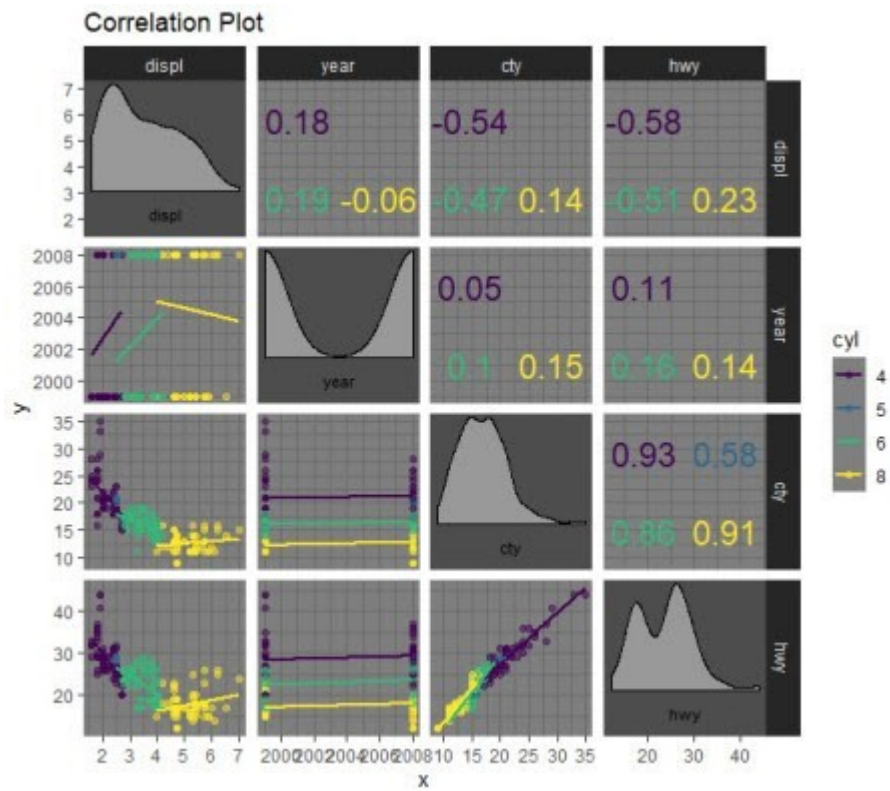 Correlation Plot
displ year cty hwy
7
6
5
4
3
2
displ
0.18
0.19 -0.06
-0.54
-0.47 0.14
-0.58
-0.51 0.23
displ
2008
2006
2004
2002
2000
year
0.05
0.1 0.15
0.11
0.16 0.14
year
y
35
30
25
20
15
10
cty
0.93 0.58
0.86 0.91
cty
40
30
20
hwy
hwy
2 3 4 5 6 7
2000 2002 2004 2006 2008
10 15 20 25 30 35
20 30 40
x
cyl
4
5
6
8